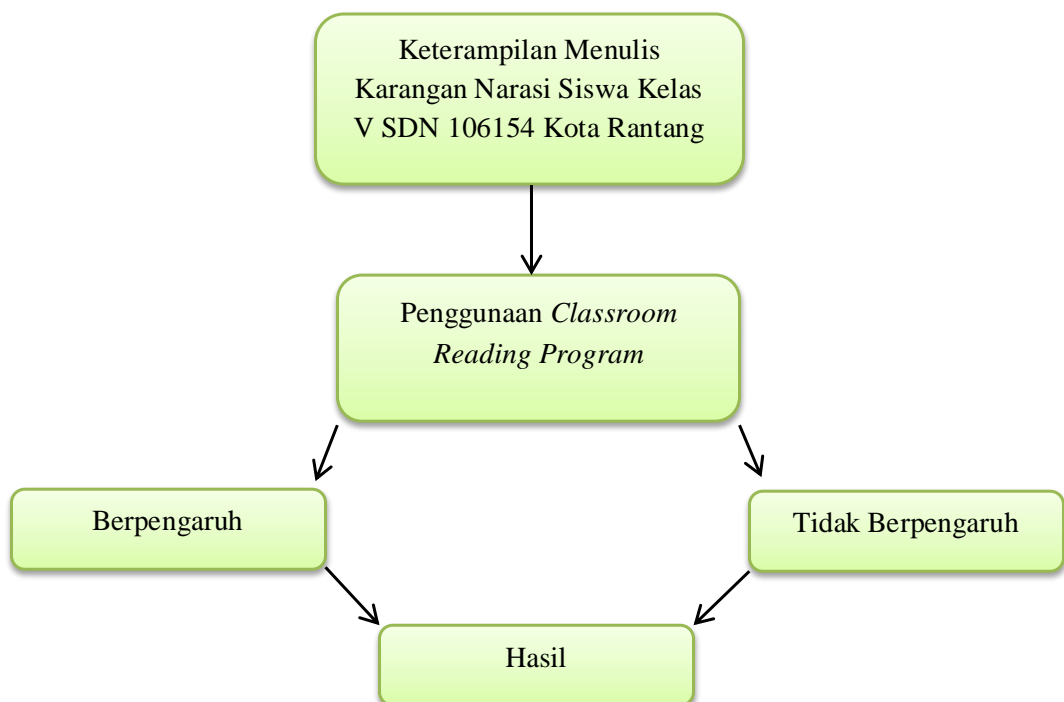 Keterampilan Menulis
Karangan Narasi Siswa Kelas
V SDN 106154 Kota Rantang
Penggunaan Classroom
Reading Program
Berpengaruh
Tidak Berpengaruh
Hasil